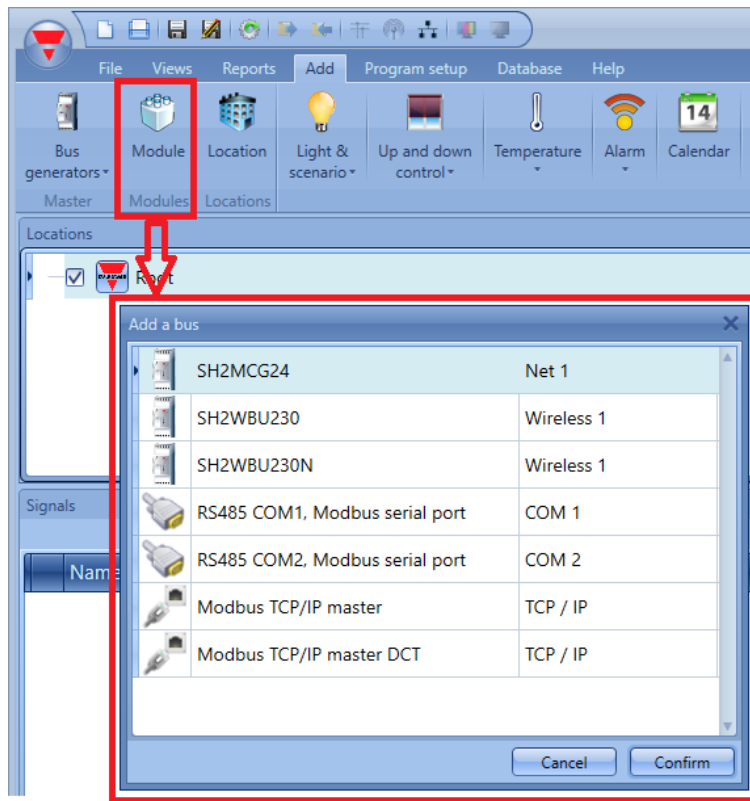 File Views Reports Add Program setup Database Help
Bus generators Module Location Light & scenario Up and down control Temperature Alarm 14 Calendar
Master Modules Locations
Locations
Root
Add a bus
SH2MCG24 Net 1
SH2WBU230 Wireless 1
SH2WBU230N Wireless 1
RS485 COM1, Modbus serial port COM 1
Signals
RS485 COM2, Modbus serial port COM 2
Name
Modbus TCP/IP master TCP / IP
Modbus TCP/IP master DCT TCP / IP
Cancel Confirm